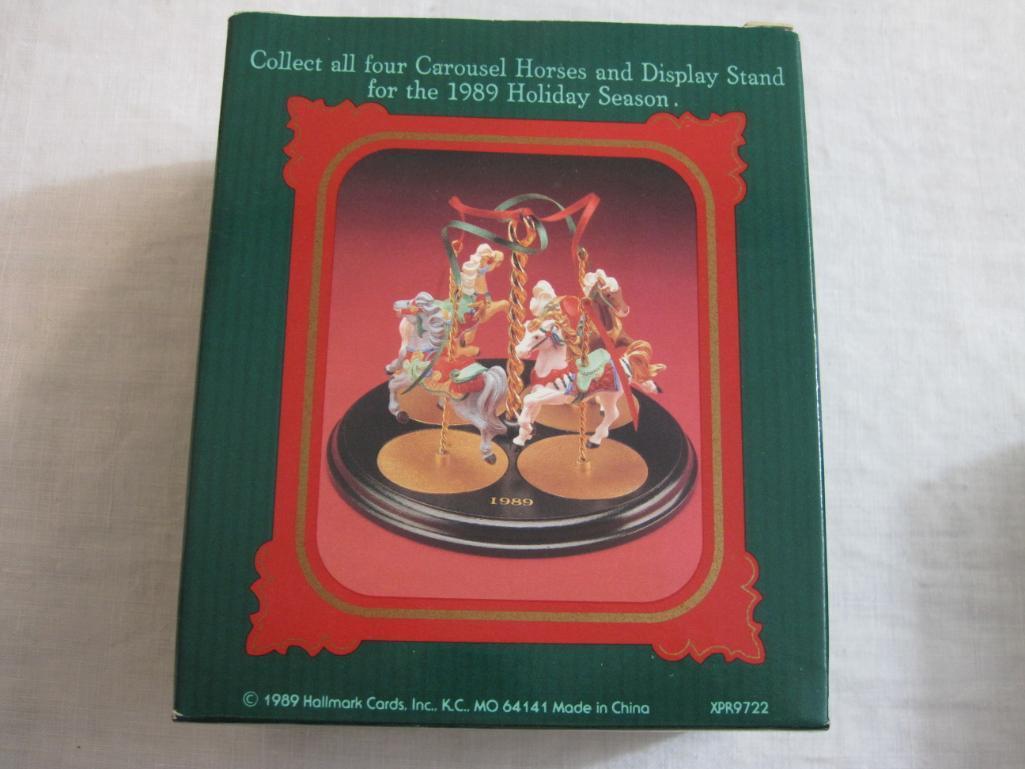 Collect all four Carousel Horses and Display Stand
for the 1989 Holiday Season.
1989
© 1989 Hallmark Cards, Inc., K.C., MO 64141 Made in China
XPR9722